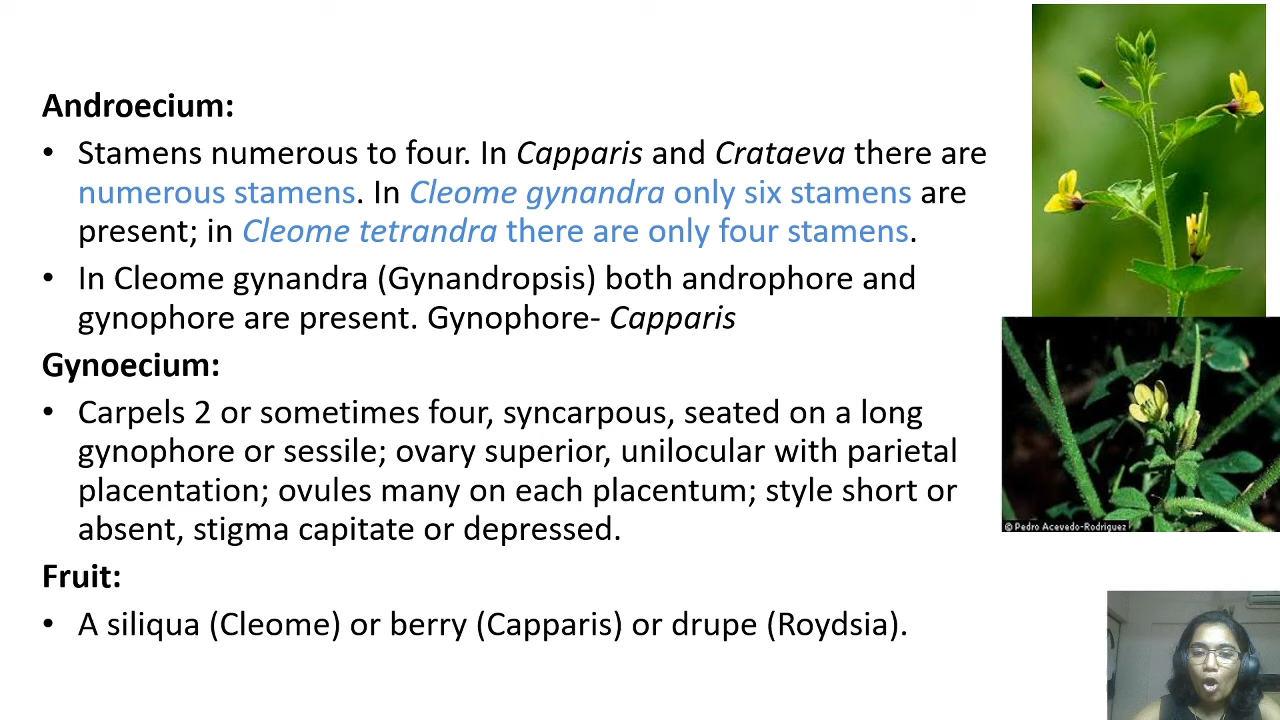 Androecium:
• Stamens numerous to four. In Capparis and Crataeva there are
numerous stamens. In Cleome gynandra only six stamens are
present; in Cleome tetrandra there are only four stamens.
• In Cleome gynandra (Gynandropsis) both androphore and
gynophore are present. Gynophore- Capparis
Gynoecium:
• Carpels 2 or sometimes four, syncarpous, seated on a long
gynophore or sessile; ovary superior, unilocular with parietal
placentation; ovules many on each placentum; style short or
absent, stigma capitate or depressed.
Fruit:
• A siliqua (Cleome) or berry (Capparis) or drupe (Roydsia).
© Pedro Acevedo-Rodriguez